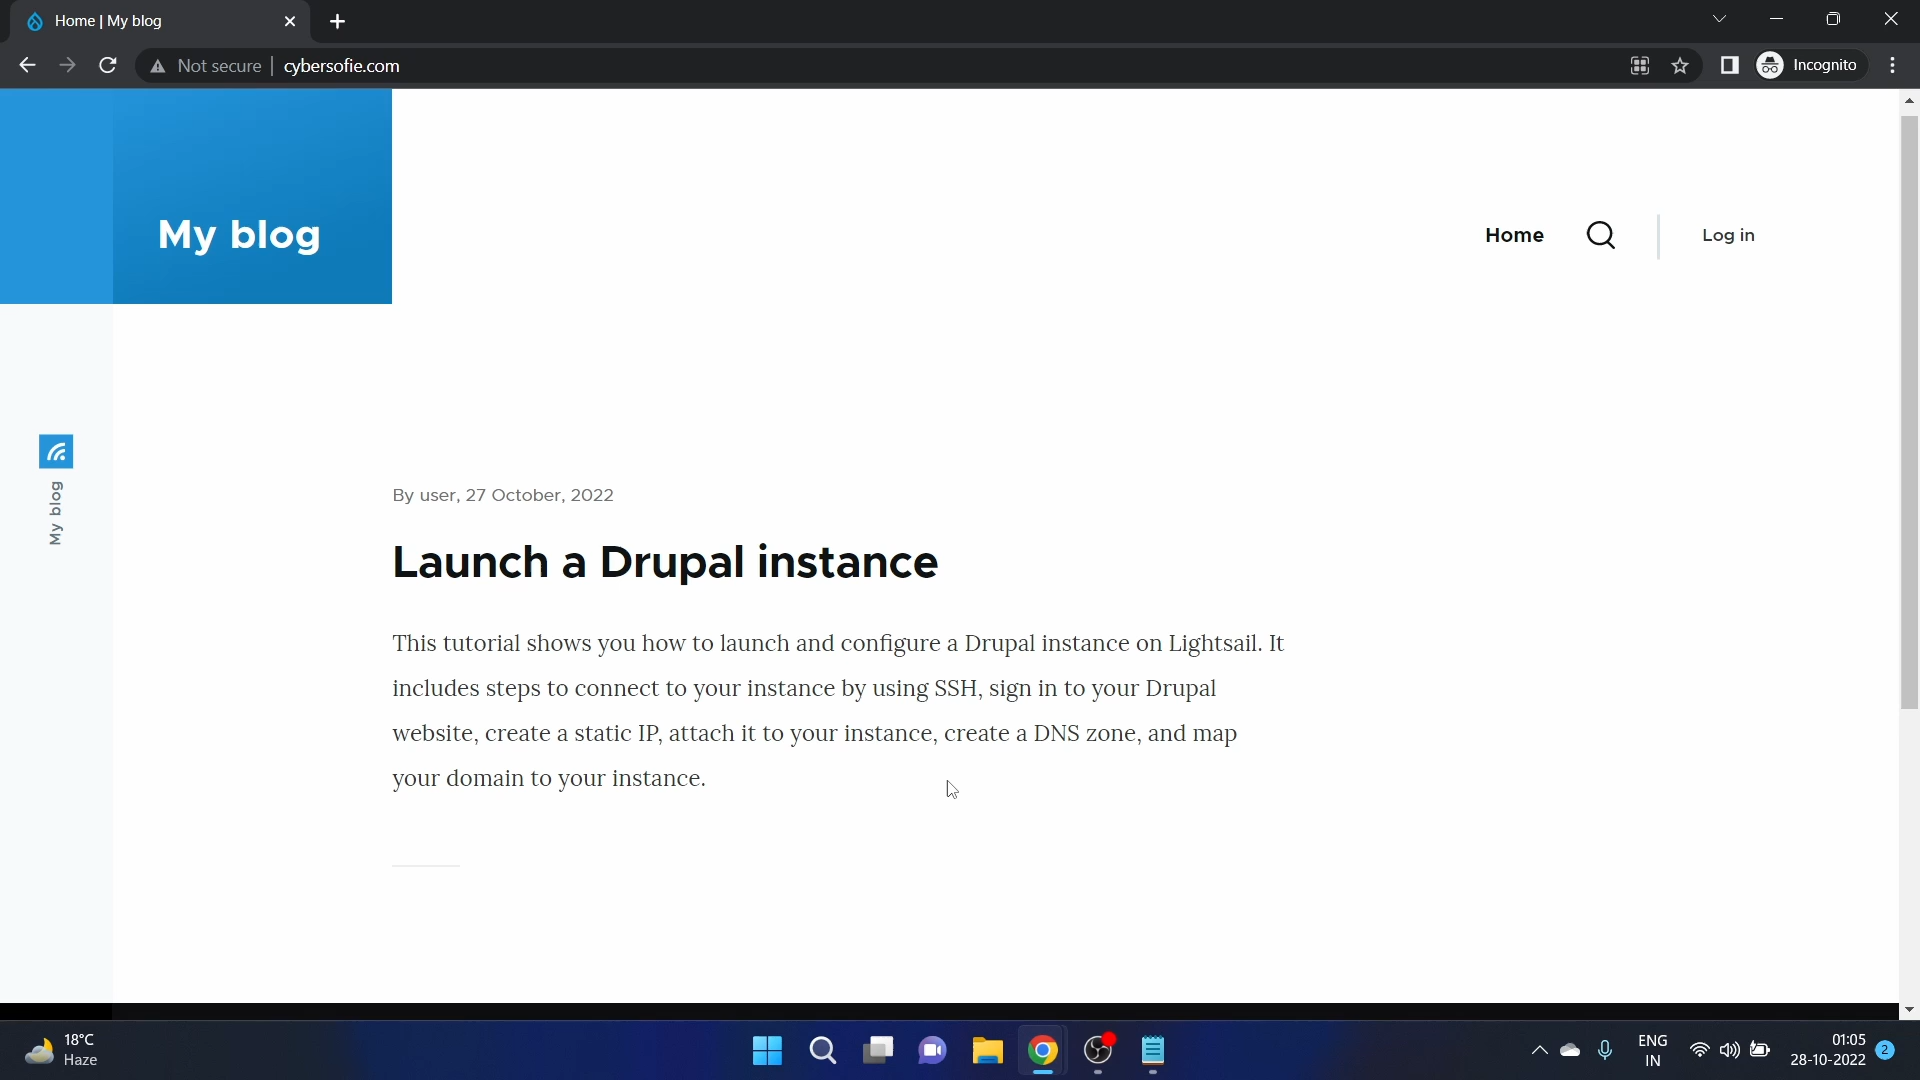 Home | My blog
Not secure | cybersofie.com
Incognito
My blog
Home
Log in
My blog
By user, 27 October, 2022
Launch a Drupal instance
This tutorial shows you how to launch and configure a Drupal instance on Lightsail. It
includes steps to connect to your instance by using SSH, sign in to your Drupal
website, create a static IP, attach it to your instance, create a DNS zone, and map
your domain to your instance.
18°C
Haze
ENG
IN
01:05
28-10-2022
2